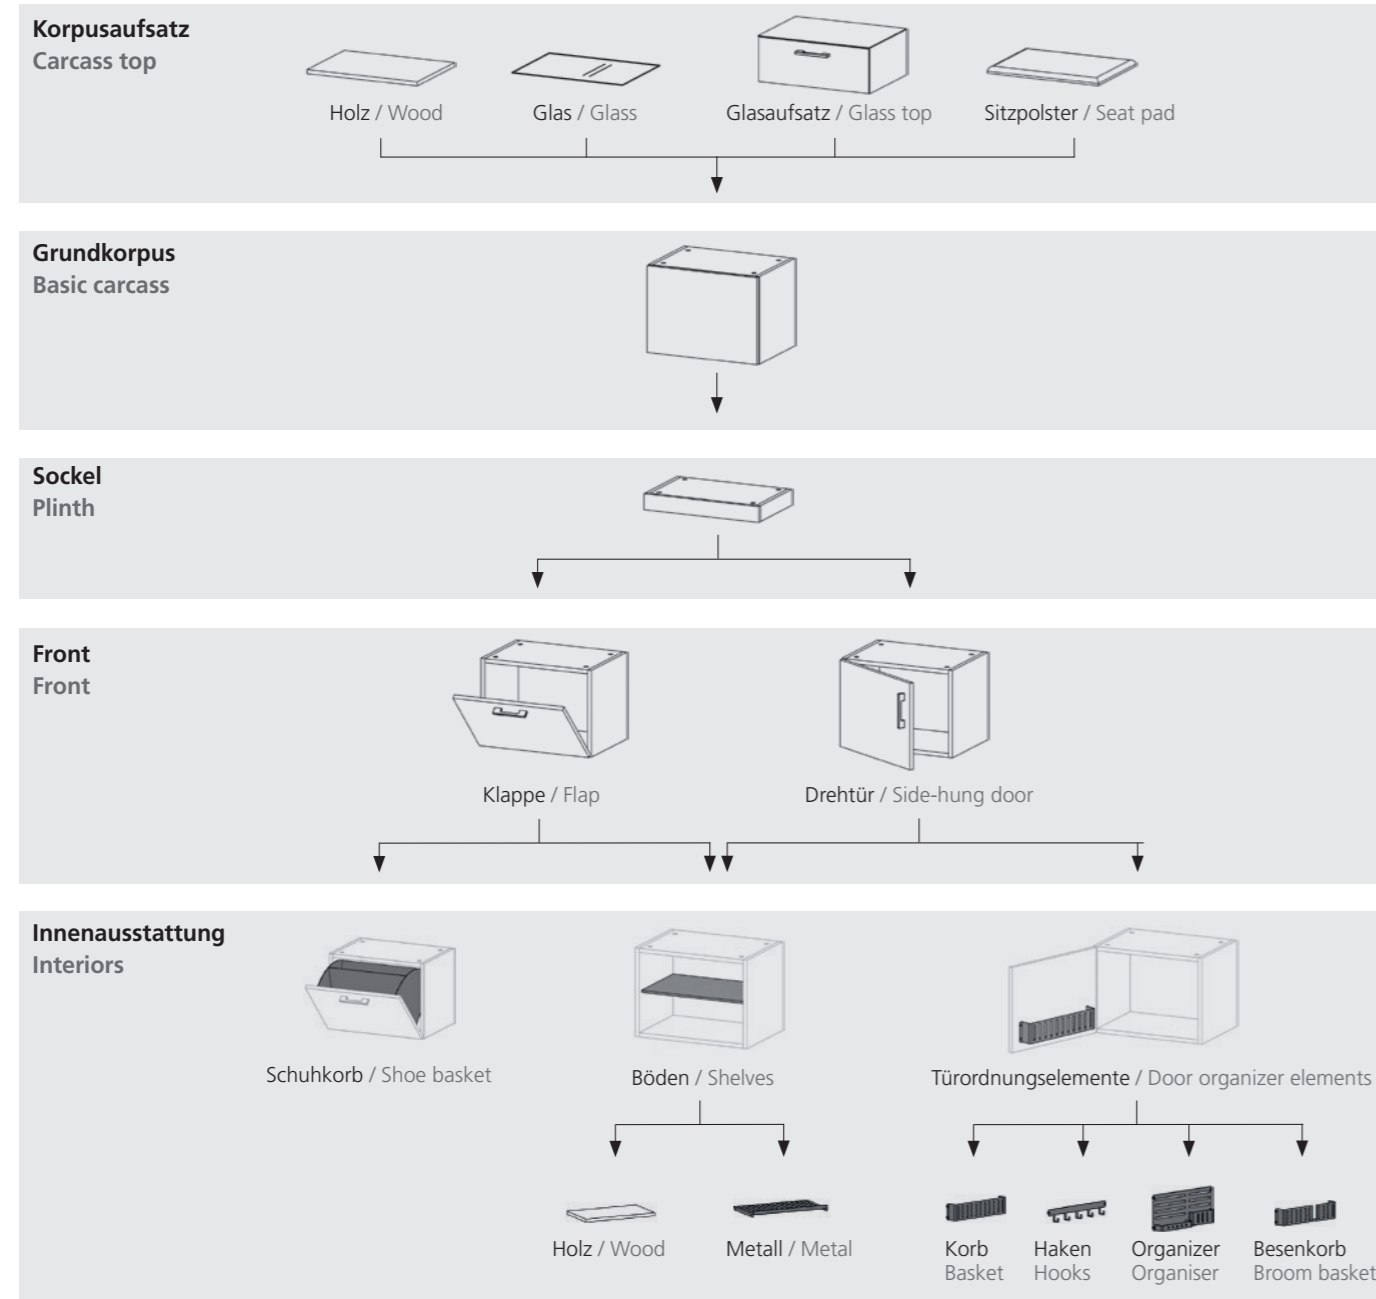 Korpusaufsatz
Carcass top
Holz / Wood
Glas / Glass
Glasaufsatz / Glass top
Sitzpolster / Seat pad
Grundkorpus
Basic carcass
Sockel
Plinth
Front
Front
Klappe / Flap
Drehtür / Side-hung door
Innenausstattung
Interiors
Schuhkorb / Shoe basket
Böden / Shelves
Türordnungselemente / Door organizer elements
Holz / Wood
Metall / Metal
Korb
Basket
Haken
Hooks
Organizer
Organiser
Besenkorb
Broom basket